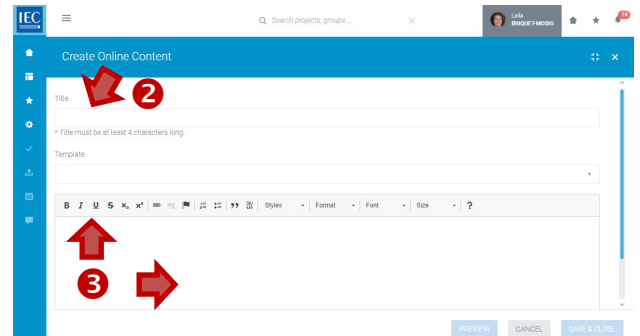 IEC
Search projects, groups ...
Laila
BRIQUET-MOSIG
14
Create Online Content
2
Title
* Title must be at least 4 characters long.
Template
B I U S x₂ x² Styles Format Font Size ?
3
PREVIEW CANCEL SAVE & CLOSE